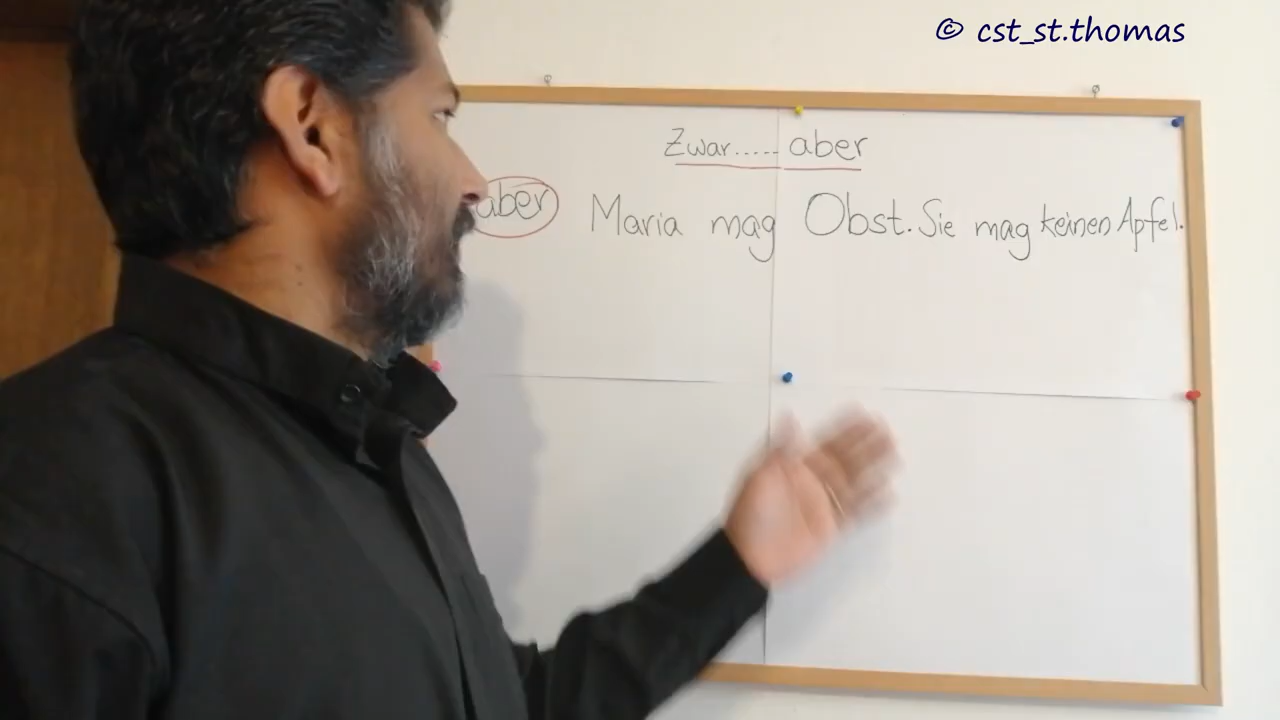 © cst_st.thomas
Zwar..... aber
aber Maria mag Obst. Sie mag keinen Apfel.